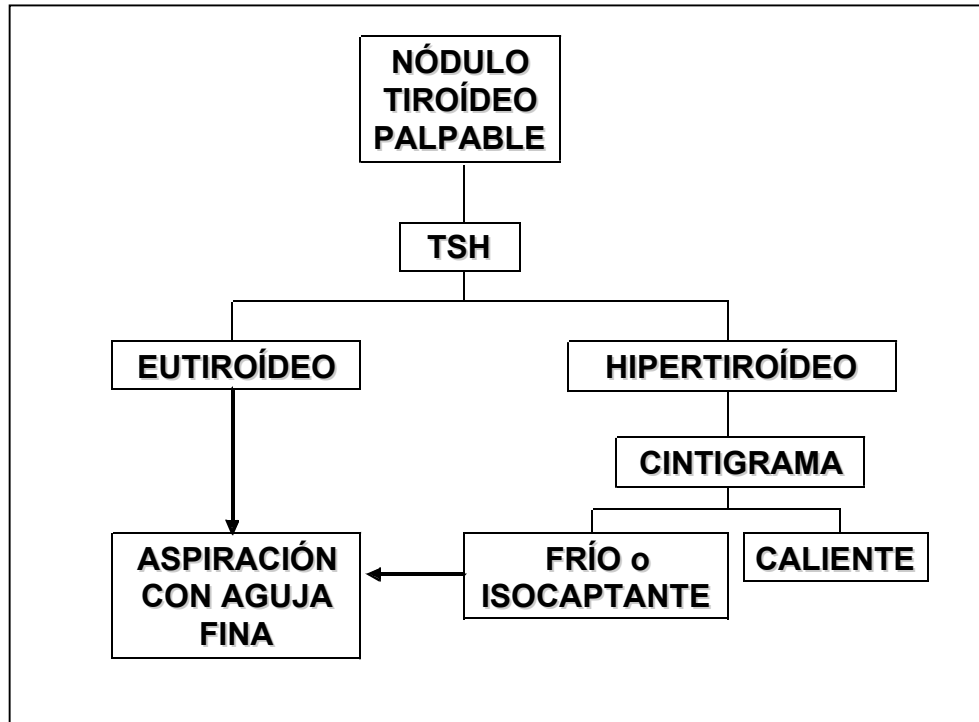 NÓDULO
TIROÍDEO
PALPABLE
TSH
EUTIROÍDEO
HIPERTIROÍDEO
CINTIGRAMA
ASPIRACIÓN
CON AGUJA
FINA
FRÍO o
ISOCAPTANTE
CALIENTE